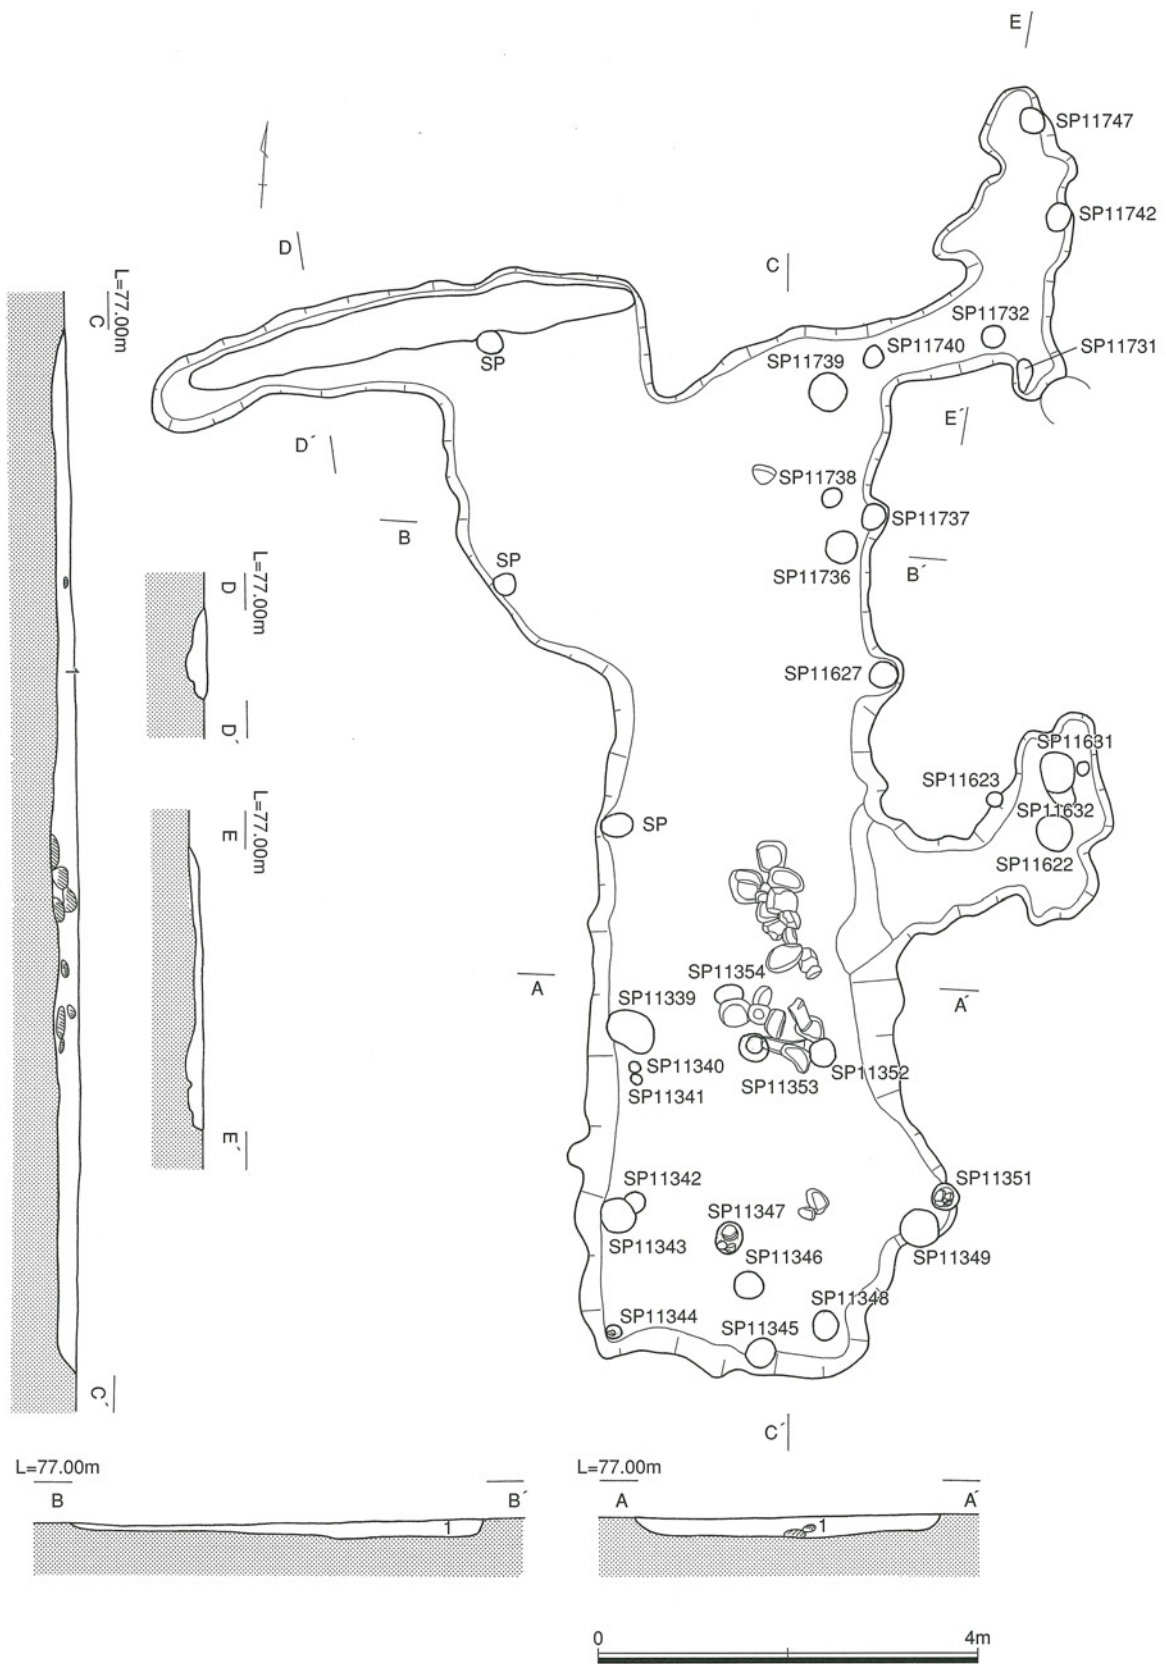 E
SP11747
SP11742
D
C
L=77.00m
C
SP11732
SP11740
SP11731
SP11739
SP
E´
D´
SP11738
SP11737
B
SP
SP11736
B´
L=77.00m
D
1
SP11627
D´
SP11631
SP11623
SP11632
SP
SP11622
L=77.00m
E
SP11354
A
SP11339
A´
SP11340
SP11352
SP11353
SP11341
E´
SP11342
SP11351
SP11347
SP11343
SP11346
SP11349
SP11348
SP11344
SP11345
C´
C´
L=77.00m
L=77.00m
B
B´
A
A´
1
1
0
4m